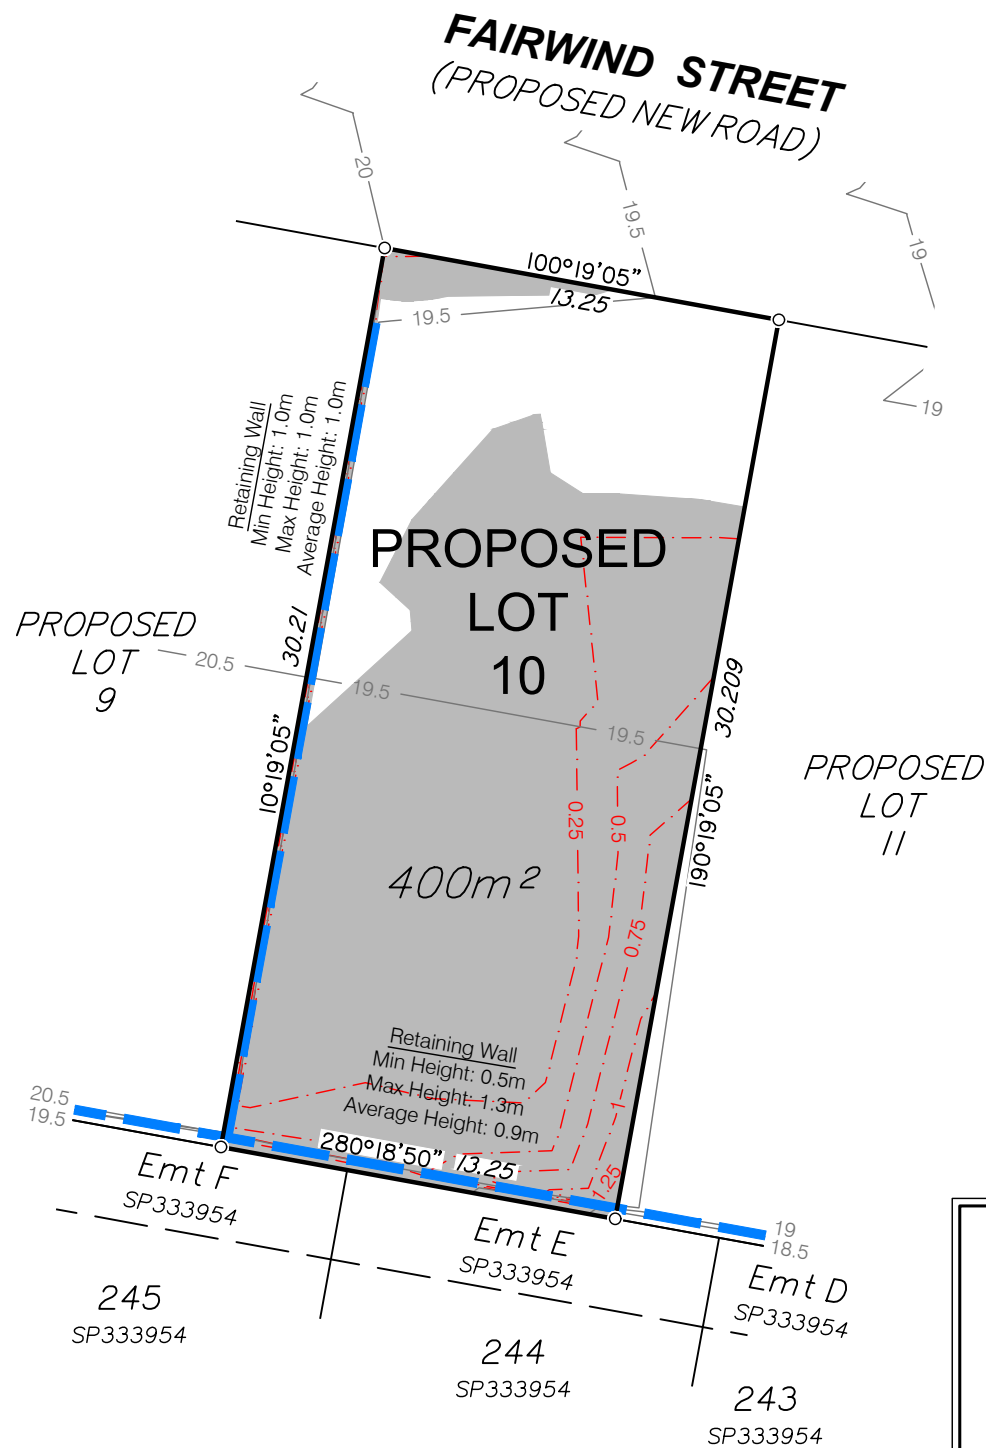 FAIRWIND STREET
(PROPOSED NEW ROAD)
20
19.5
19
100°19'05"
13.25
19.5
19
Retaining Wall
Min Height: 1.0m
Max Height: 1.0m
Average Height: 1.0m
PROPOSED
LOT
10
30.21
PROPOSED
LOT
9
20.5
19.5
19.5
30.209
10°19'05"
190°19'05"
PROPOSED
LOT
11
0.25
0.5
0.75
400m²
Retaining Wall
Min Height: 0.5m
Max Height: 1.3m
Average Height: 0.9m
20.5
19.5
280°18'50" 13.25
1.25
19
18.5
Emt F
SP333954
Emt E
SP333954
Emt D
SP333954
245
SP333954
244
SP333954
243
SP333954